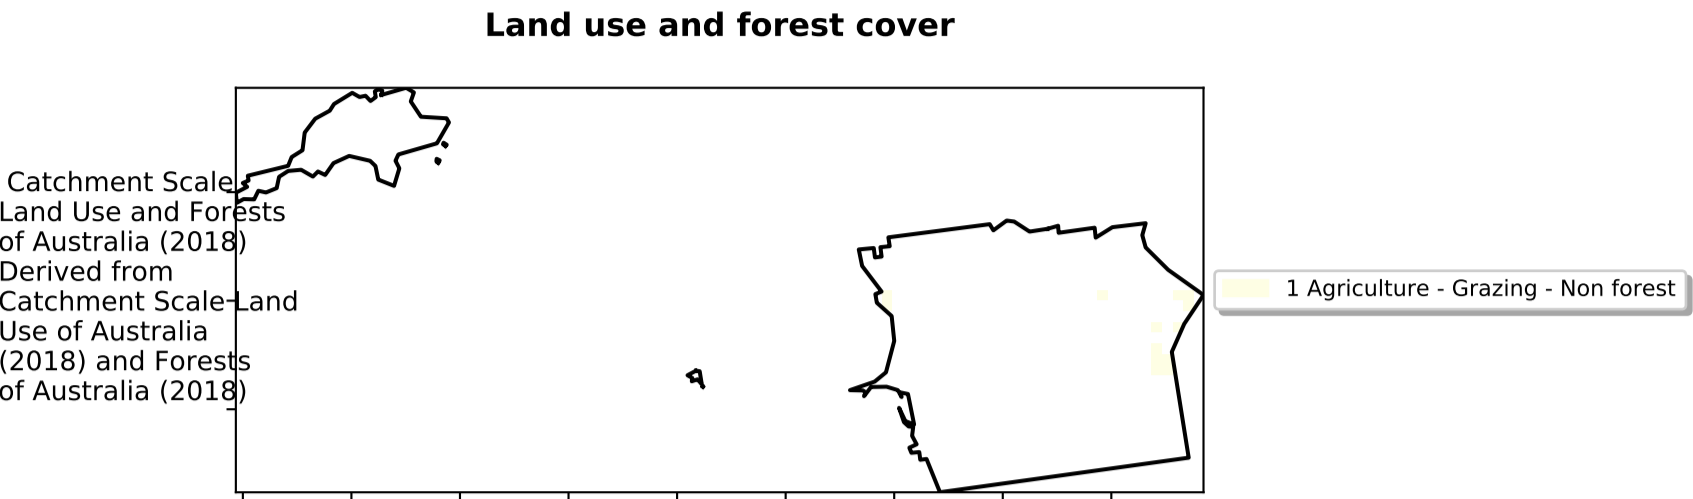 Land use and forest cover
Catchment Scale
Land Use and Forests
of Australia (2018)
Derived from
Catchment Scale Land
Use of Australia
(2018) and Forests
of Australia (2018)
1 Agriculture - Grazing - Non forest